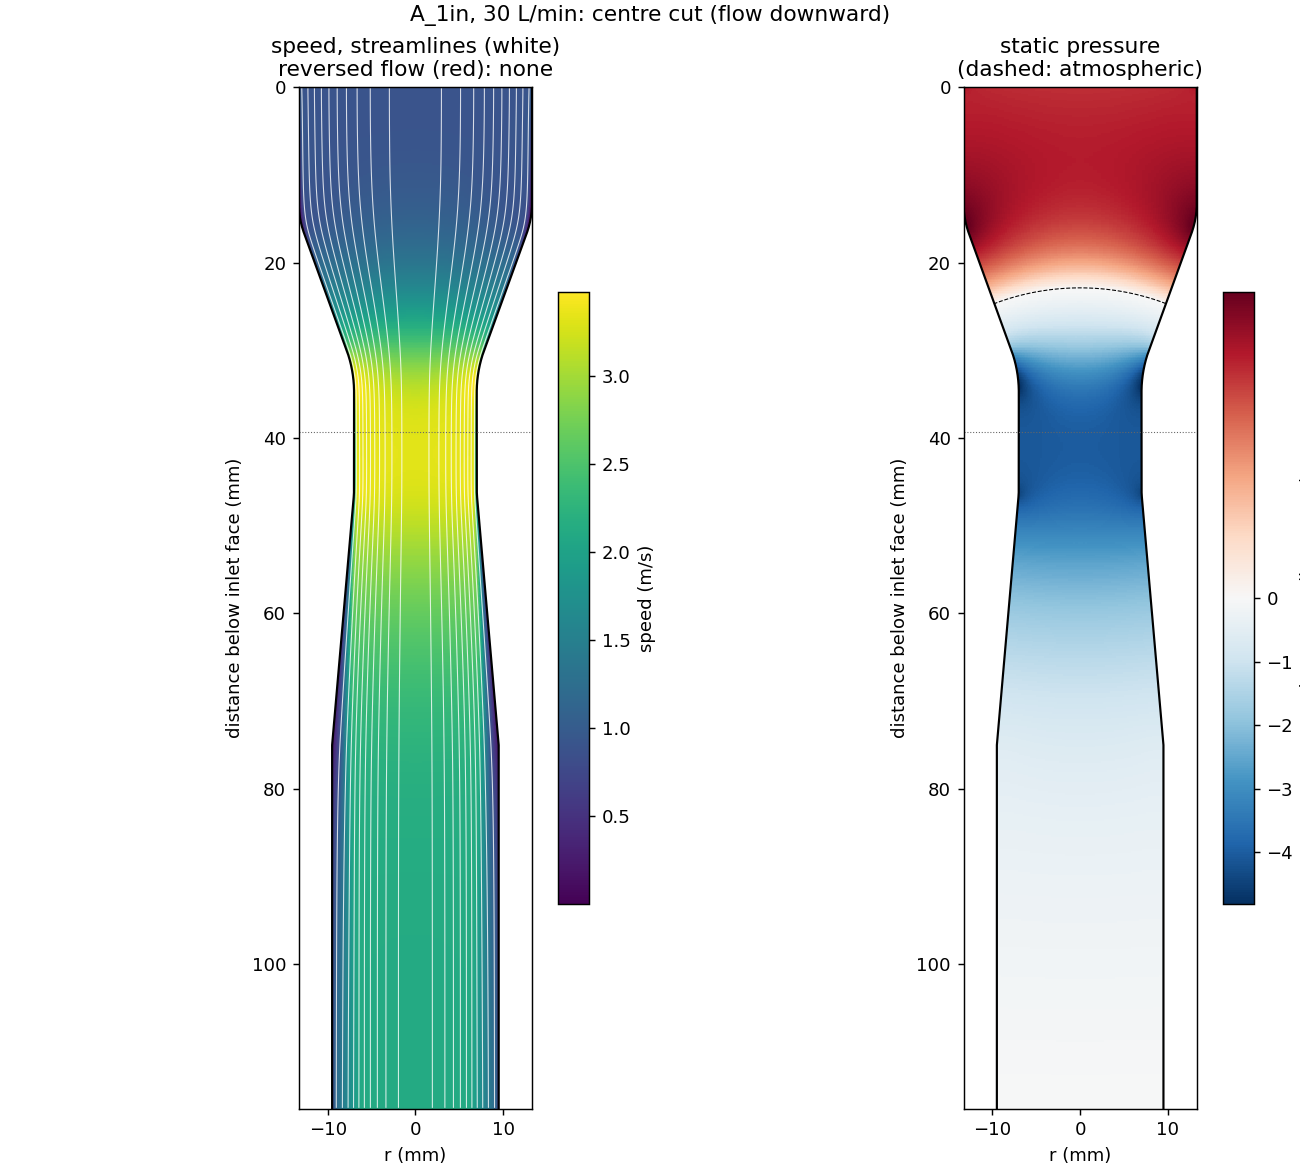 A_1in, 30 L/min: centre cut (flow downward)
speed, streamlines (white)
reversed flow (red): none
0
20
40
60
80
100
distance below inlet face (mm)
−10
0
10
r (mm)
3.0
2.5
2.0
1.5
1.0
0.5
speed (m/s)
static pressure
(dashed: atmospheric)
0
20
40
60
80
100
distance below inlet face (mm)
−10
0
10
r (mm)
0
−1
−2
−3
−4